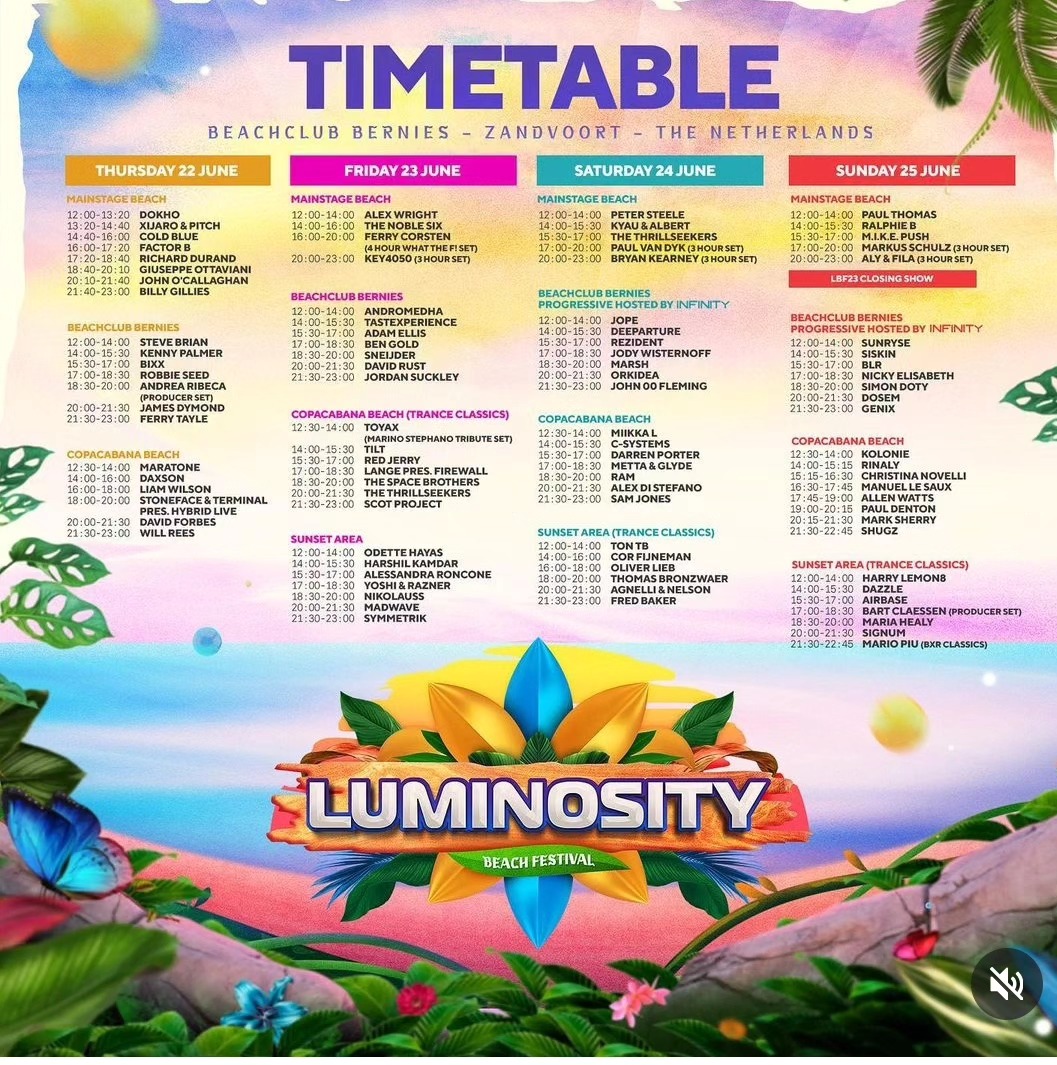 TIMETABLE
BEACHCLUB BERNIES – ZANDVOORT – THE NETHERLANDS
THURSDAY 22 JUNE
MAINSTAGE BEACH
12:00-13:20 DOKHO
13:20-14:40 XIJARO & PITCH
14:40-16:00 COLD BLUE
16:00-17:20 FACTOR B
17:20-18:40 RICHARD DURAND
18:40-20:10 GIUSEPPE OTTAVIANI
20:10-21:40 JOHN O'CALLAGHAN
21:40-23:00 BILLY GILLIES
BEACHCLUB BERNIES
12:00-14:00 STEVE BRIAN
14:00-15:30 KENNY PALMER
15:30-17:00 BIXX
17:00-18:30 ROBBIE SEED
18:30-20:00 ANDREA RIBECA
(PRODUCER SET)
20:00-21:30 JAMES DYMOND
21:30-23:00 FERRY TAYLE
COPACABANA BEACH
12:30-14:00 MARATONE
14:00-16:00 DAXSON
16:00-18:00 LIAM WILSON
18:00-20:00 STONEFACE & TERMINAL
PRES. HYBRID LIVE
20:00-21:30 DAVID FORBES
21:30-23:00 WILL REES
FRIDAY 23 JUNE
MAINSTAGE BEACH
12:00-14:00 ALEX WRIGHT
14:00-16:00 THE NOBLE SIX
16:00-20:00 FERRY CORSTEN
(4 HOUR WHAT THE F! SET)
20:00-23:00 KEY4050 (3 HOUR SET)
BEACHCLUB BERNIES
12:00-14:00 ANDROMEDHA
14:00-15:30 TASTEXPERIENCE
15:30-17:00 ADAM ELLIS
17:00-18:30 BEN GOLD
18:30-20:00 SNEIJDER
20:00-21:30 DAVID RUST
21:30-23:00 JORDAN SUCKLEY
COPACABANA BEACH (TRANCE CLASSICS)
12:30-14:00 TOYAX
(MARINO STEPHANO TRIBUTE SET)
14:00-15:30 TILT
15:30-17:00 RED JERRY
17:00-18:30 LANGE PRES. FIREWALL
18:30-20:00 THE SPACE BROTHERS
20:00-21:30 THE THRILLSEEKERS
21:30-23:00 SCOT PROJECT
SUNSET AREA
12:00-14:00 ODETTE HAYAS
14:00-15:30 HARSHIL KAMDAR
15:30-17:00 ALESSANDRA RONCONE
17:00-18:30 YOSHI & RAZNER
18:30-20:00 NIKOLAUSS
20:00-21:30 MADWAVE
21:30-23:00 SYMMETRIK
SATURDAY 24 JUNE
MAINSTAGE BEACH
12:00-14:00 PETER STEELE
14:00-15:30 KYAU & ALBERT
15:30-17:00 THE THRILLSEEKERS
17:00-20:00 PAUL VAN DYK (3 HOUR SET)
20:00-23:00 BRYAN KEARNEY (3 HOUR SET)
BEACHCLUB BERNIES
PROGRESSIVE HOSTED BY INFINITY
12:00-14:00 JOPE
14:00-15:30 DEEPARTURE
15:30-17:00 REZIDENT
17:00-18:30 JODY WISTERNOFF
18:30-20:00 MARSH
20:00-21:30 ORKIDEA
21:30-23:00 JOHN 00 FLEMING
COPACABANA BEACH
12:30-14:00 MIIKKA L
14:00-15:30 C-SYSTEMS
15:30-17:00 DARREN PORTER
17:00-18:30 METTA & GLYDE
18:30-20:00 RAM
20:00-21:30 ALEX DI STEFANO
21:30-23:00 SAM JONES
SUNSET AREA (TRANCE CLASSICS)
12:00-14:00 TON TB
14:00-16:00 COR FIJNEMAN
16:00-18:00 OLIVER LIEB
18:00-20:00 THOMAS BRONZWAER
20:00-21:30 AGNELLI & NELSON
21:30-23:00 FRED BAKER
SUNDAY 25 JUNE
MAINSTAGE BEACH
12:00-14:00 PAUL THOMAS
14:00-15:30 RALPHIE B
15:30-17:00 M.I.K.E. PUSH
17:00-20:00 MARKUS SCHULZ (3 HOUR SET)
20:00-23:00 ALY & FILA (3 HOUR SET)
LBF23 CLOSING SHOW
BEACHCLUB BERNIES
PROGRESSIVE HOSTED BY INFINITY
12:00-14:00 SUNRYSE
14:00-15:30 SISKIN
15:30-17:00 BLR
17:00-18:30 NICKY ELISABETH
18:30-20:00 SIMON DOTY
20:00-21:30 DOSEM
21:30-23:00 GENIX
COPACABANA BEACH
12:30-14:00 KOLONIE
14:00-15:15 RINALY
15:15-16:30 CHRISTINA NOVELLI
16:30-17:45 MANUEL LE SAUX
17:45-19:00 ALLEN WATTS
19:00-20:15 PAUL DENTON
20:15-21:30 MARK SHERRY
21:30-22:45 SHUGZ
SUNSET AREA (TRANCE CLASSICS)
12:00-14:00 HARRY LEMON8
14:00-15:30 DAZZLE
15:30-17:00 AIRBASE
17:00-18:30 BART CLAESSEN (PRODUCER SET)
18:30-20:00 MARIA HEALY
20:00-21:30 SIGNUM
21:30-22:45 MARIO PIU (BXR CLASSICS)
LUMINOSITY
BEACH FESTIVAL